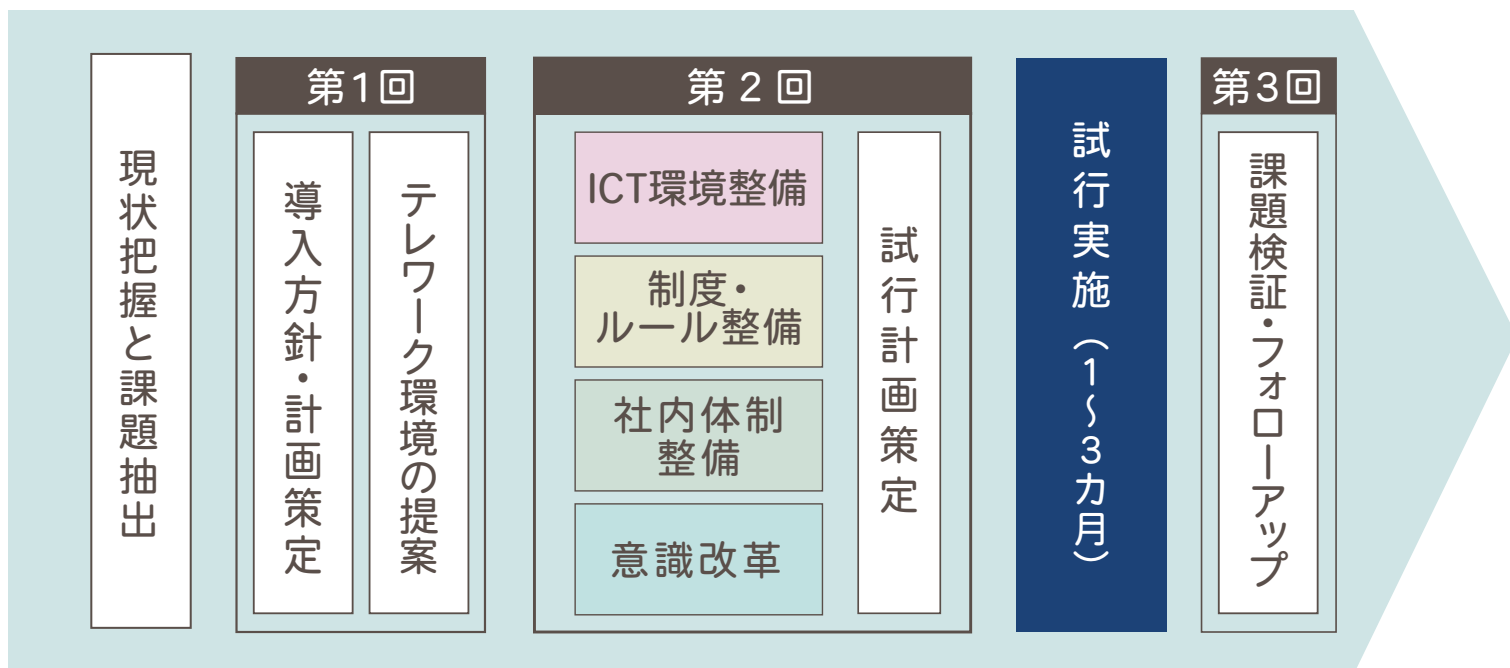 現状把握と課題抽出
第1回
導入方針・計画策定
テレワーク環境の提案
第2回
ICT環境整備
制度・
ルール整備
社内体制
整備
意識改革
試行計画策定
試行実施（1〜3カ月）
第3回
課題検証・フォローアップ